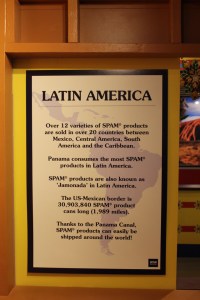 LATIN AMERICA
Over 12 varieties of SPAM® products
are sold in over 20 countries between
Mexico, Central America, South
America and the Caribbean.
Panama consumes the most SPAM®
products in Latin America.
SPAM® products are also known as
'Jamonada' in Latin America.
The US-Mexican border is
30,903,840 SPAM® product
cans long (1,989 miles).
Thanks to the Panama Canal,
SPAM® products can easily be
shipped around the world!